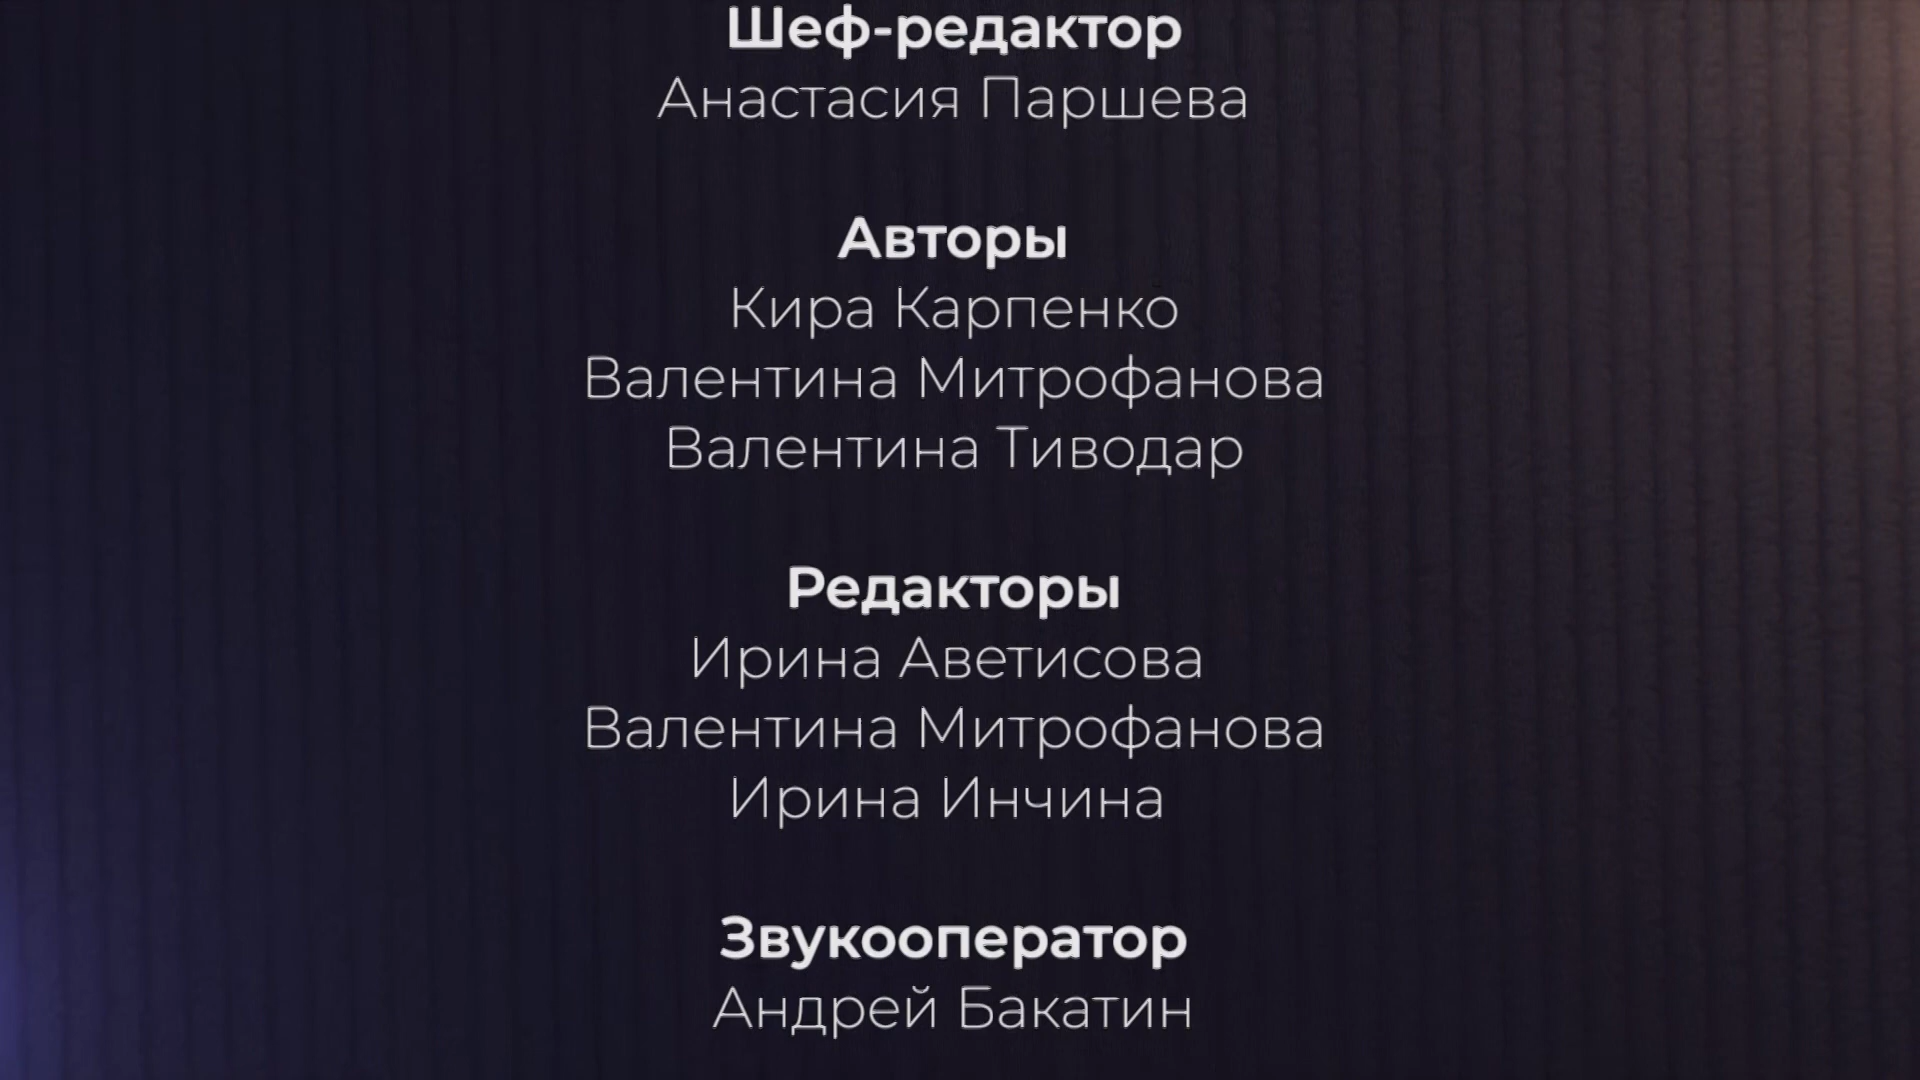 Шеф-редактор
Анастасия Паршева
Авторы
Кира Карпенко
Валентина Митрофанова
Валентина Тиводар
Редакторы
Ирина Аветисова
Валентина Митрофанова
Ирина Инчина
Звукооператор
Андрей Бакатин